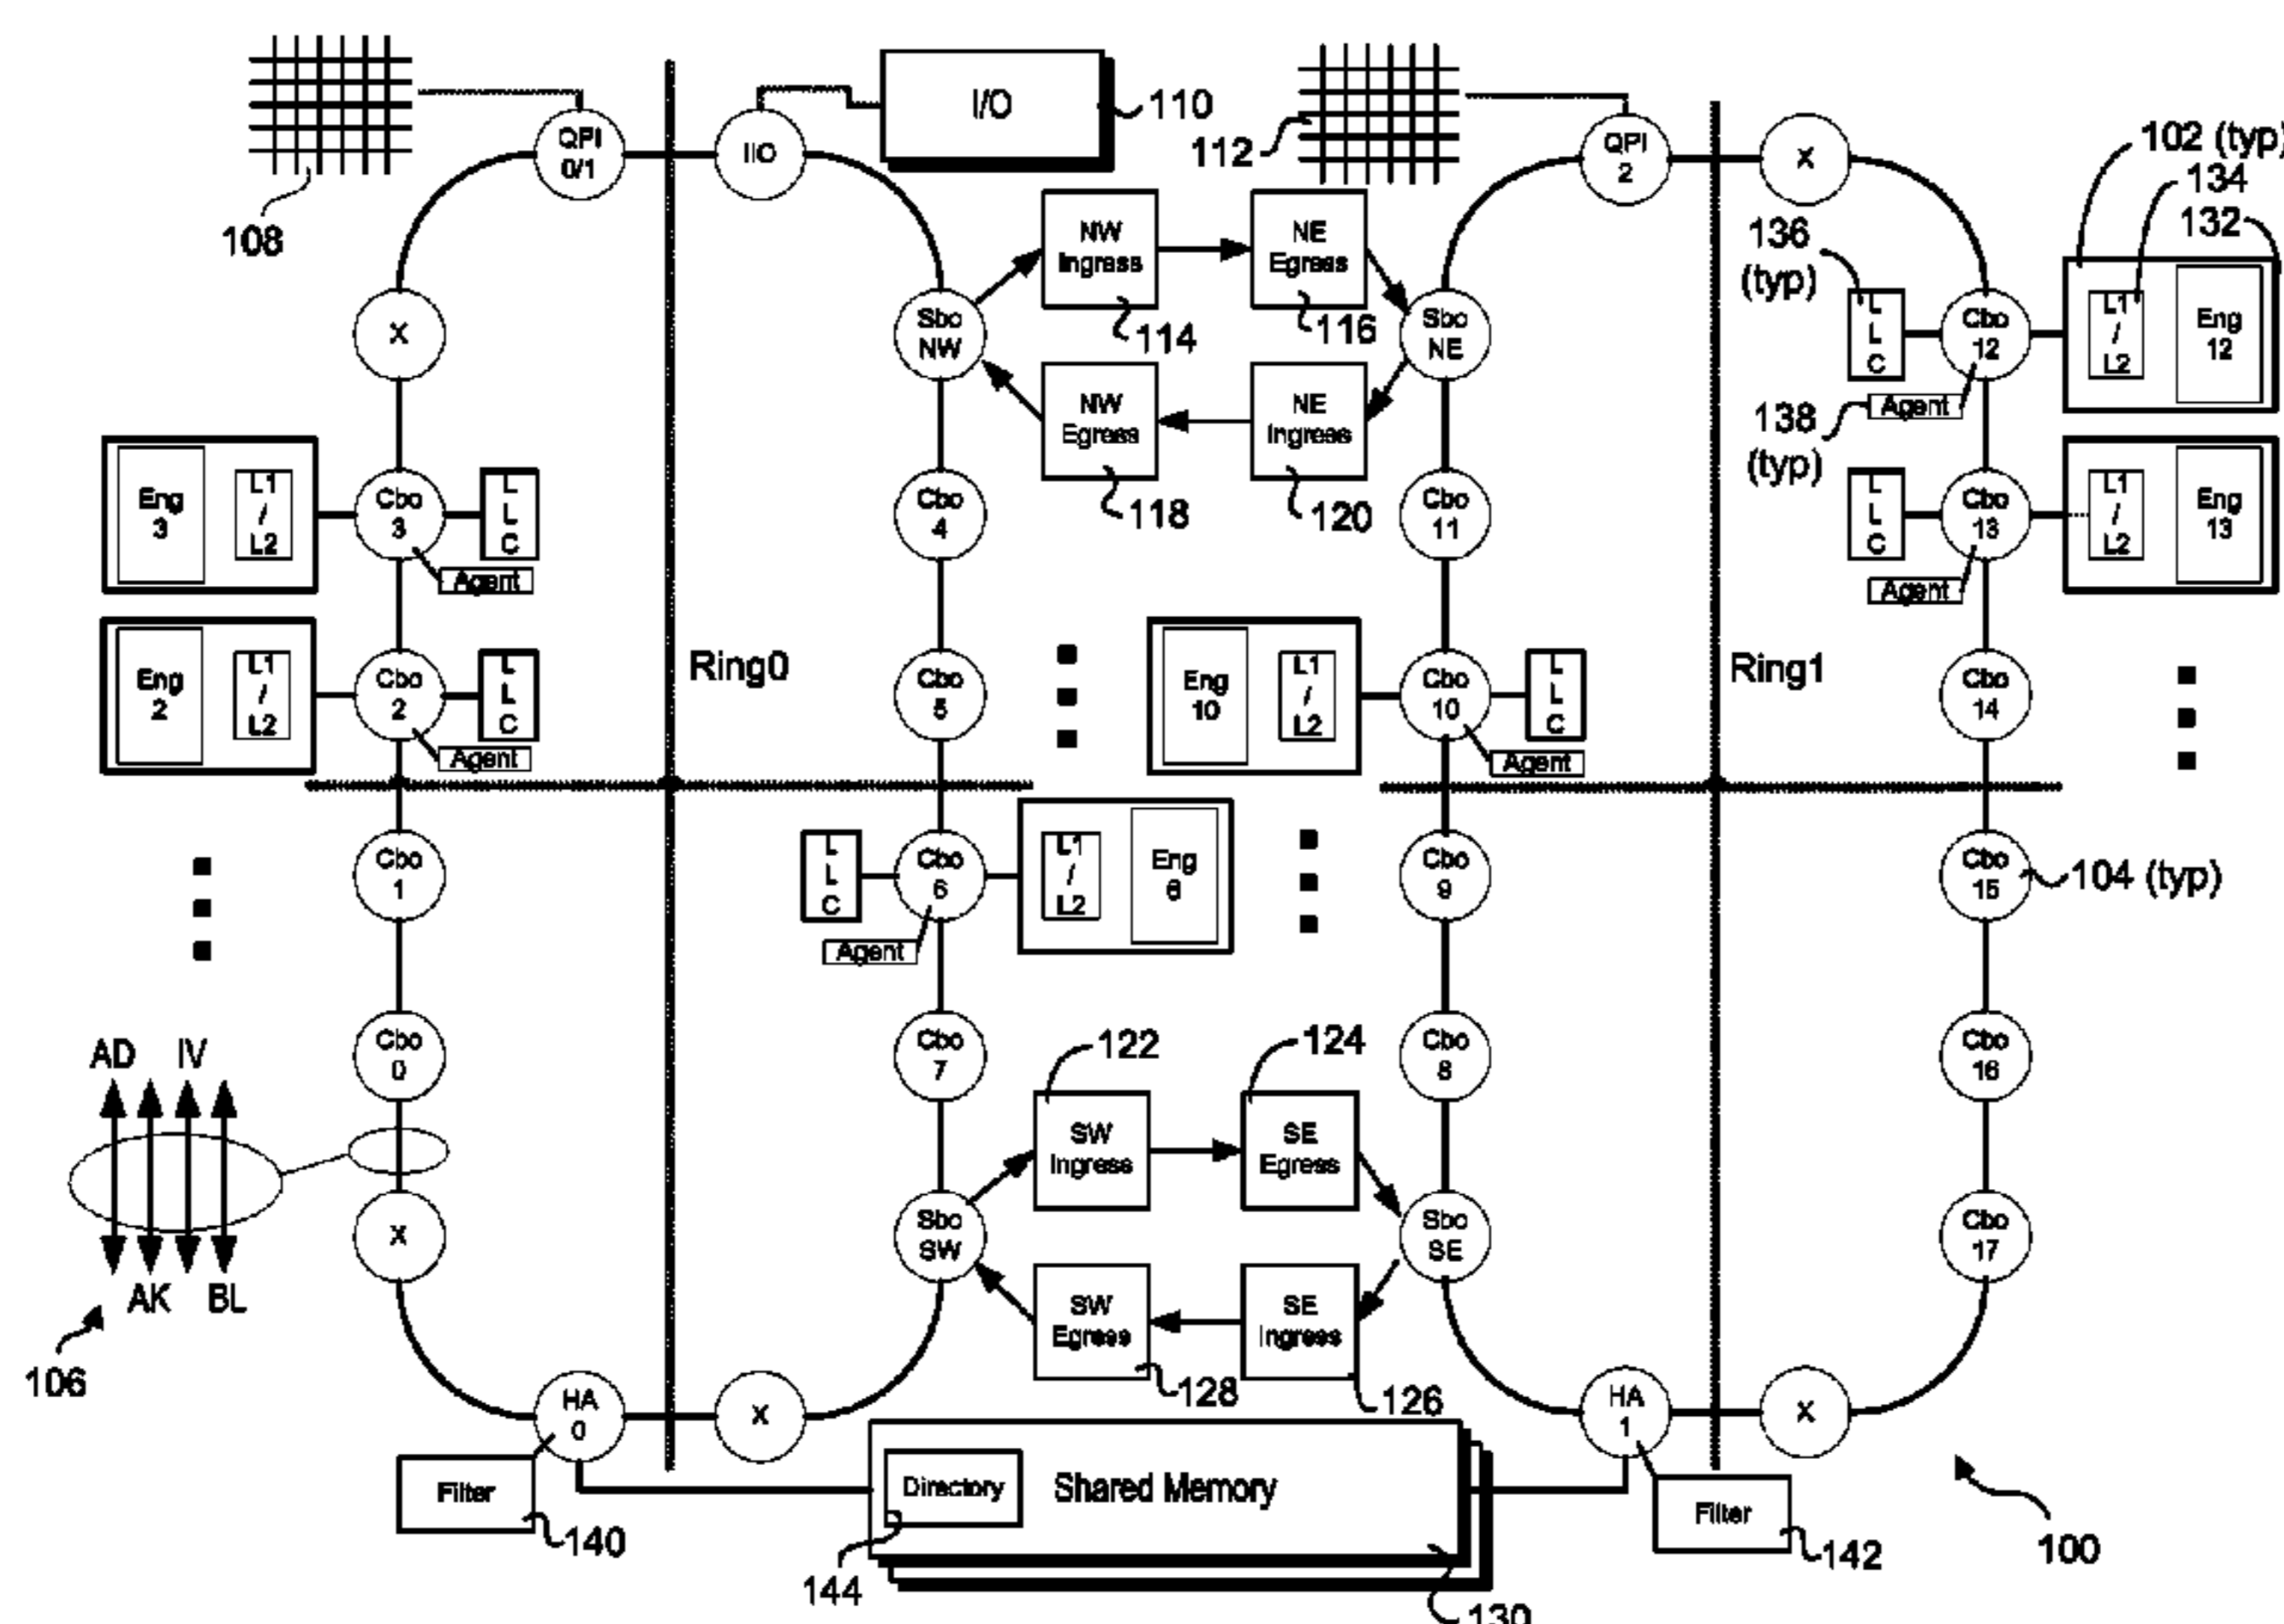 I/O
110
112
102 (typ)
134
132
108
QPI
0/1
IIO
QPI
2
X
136
(typ)
NW
Ingress
NE
Egress
114
116
X
Sbo
NW
Sbo
NE
L
L
C
Cbo
12
L1
/
L2
Eng
12
NW
Egress
NE
Ingress
118
120
138
(typ)
Agent
Eng
3
L1
/
L2
Cbo
3
L
L
C
Agent
Cbo
4
Cbo
11
L
L
C
Cbo
13
L1
/
L2
Eng
13
Agent
Eng
2
L1
/
L2
Cbo
2
L
L
C
Agent
Ring0
Cbo
5
Eng
10
L1
/
L2
Cbo
10
L
L
C
Agent
Ring1
Cbo
14
Cbo
1
L
L
C
Cbo
6
L1
/
L2
Eng
6
Agent
Cbo
9
Cbo
15
104 (typ)
AD
IV
AK
BL
106
Cbo
0
Cbo
7
122
124
Cbo
8
Cbo
16
SW
Ingress
SE
Egress
X
Sbo
SW
Sbo
SE
Cbo
17
SW
Egress
SE
Ingress
128
126
HA
0
X
HA
1
X
Filter
140
Directory
144
Shared Memory
130
Filter
142
100